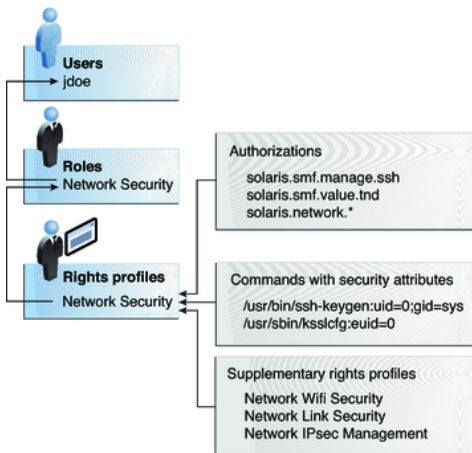 Users
jdoe
Roles
Network Security
Rights profiles
Network Security
Authorizations
solaris.smf.manage.ssh
solaris.smf.value.tnd
solaris.network.*
Commands with security attributes
/usr/bin/ssh-keygen:uid=0;gid=sys
/usr/sbin/ksslcfg:euid=0
Supplementary rights profiles
Network Wifi Security
Network Link Security
Network IPsec Management